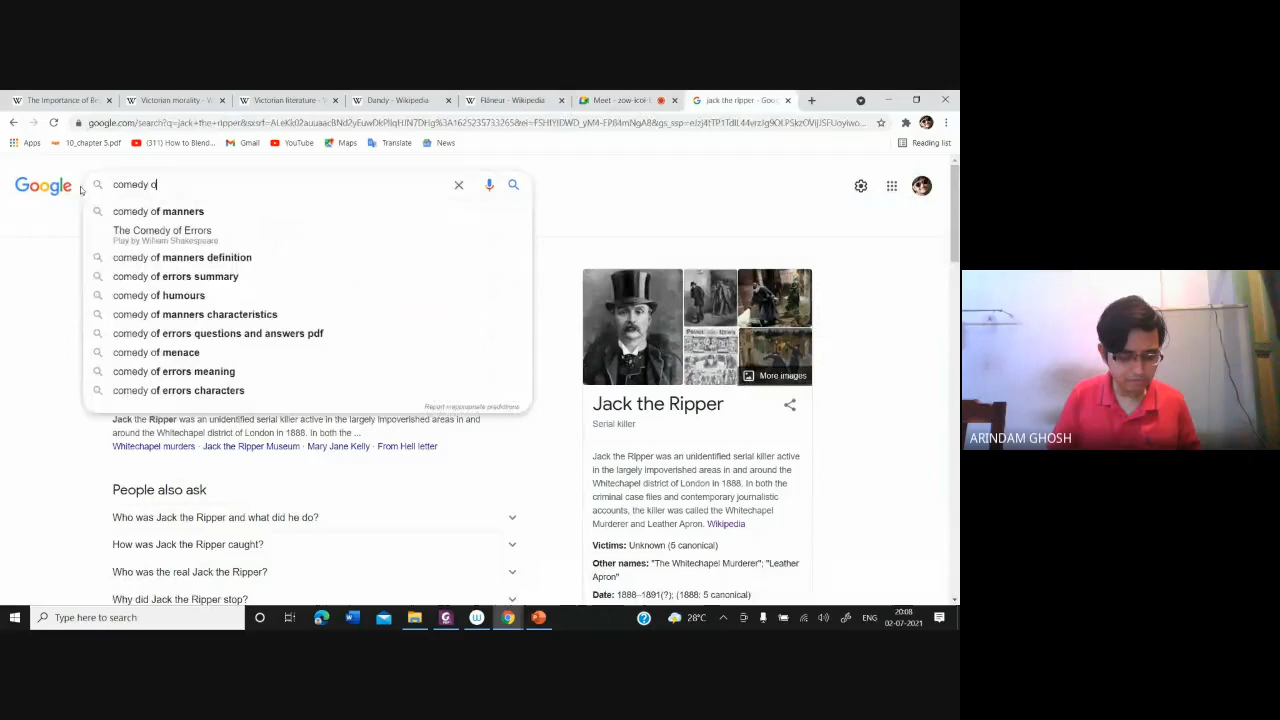 The Importance of Be
Victorian morality - W
Victorian literature - W
Dandy - Wikipedia
Flâneur - Wikipedia
Meet - zow-icoi-
jack the ripper - Goo
Apps
10_chapter 5.pdf
(311) How to Blend...
Gmail
YouTube
Maps
Translate
News
Reading list
Google
comedy o
comedy of manners
The Comedy of Errors
Play by William Shakespeare
comedy of manners definition
comedy of errors summary
comedy of humours
comedy of manners characteristics
comedy of errors questions and answers pdf
comedy of menace
comedy of errors meaning
comedy of errors characters
Report inappropriate predictions
Jack the Ripper was an unidentified serial killer active in the largely impoverished areas in and
around the Whitechapel district of London in 1888. In both the ...
Whitechapel murders · Jack the Ripper Museum · Mary Jane Kelly · From Hell letter
People also ask
Who was Jack the Ripper and what did he do?
How was Jack the Ripper caught?
Who was the real Jack the Ripper?
Why did Jack the Ripper stop?
More images
Jack the Ripper
Serial killer
Jack the Ripper was an unidentified serial killer active
in the largely impoverished areas in and around the
Whitechapel district of London in 1888. In both the
criminal case files and contemporary journalistic
accounts, the killer was called the Whitechapel
Murderer and Leather Apron. Wikipedia
Victims: Unknown (5 canonical)
Other names: "The Whitechapel Murderer"; "Leather
Apron"
Date: 1888–1891(?); (1888: 5 canonical)
ARINDAM GHOSH
Type here to search
28°C
ENG
20:08
02-07-2021